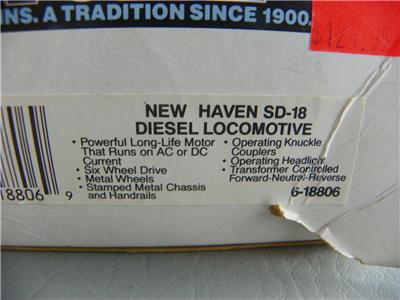 INS. A TRADITION SINCE 1900.
NEW HAVEN SD-18
DIESEL LOCOMOTIVE
• Powerful Long-Life Motor
That Runs on AC or DC
Current
• Six Wheel Drive
• Metal Wheels
• Stamped Metal Chassis
and Handrails
• Operating Knuckle
Couplers
• Operating Headlight
• Transformer Controlled
Forward-Neutral-Reverse
6-18806
18806 9